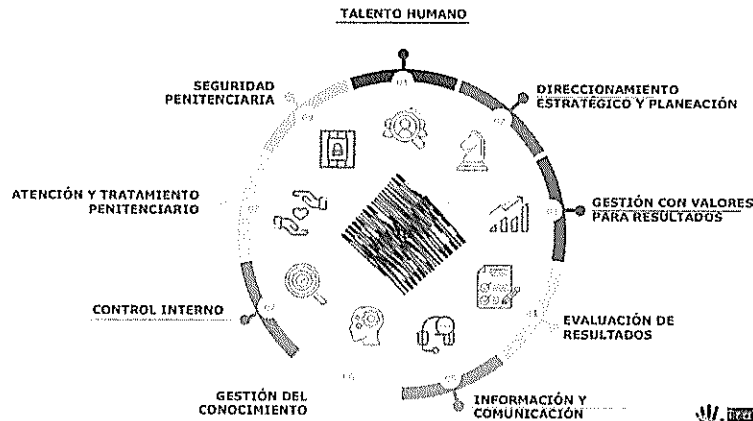 TALENTO HUMANO
SEGURIDAD
PENITENCIARIA
01
DIRECCIONAMIENTO
ESTRATÉGICO Y PLANEACIÓN
ATENCIÓN Y TRATAMIENTO
PENITENCIARIO
GESTIÓN CON VALORES
PARA RESULTADOS
CONTROL INTERNO
EVALUACIÓN DE
RESULTADOS
GESTIÓN DEL
CONOCIMIENTO
INFORMACIÓN Y
COMUNICACIÓN